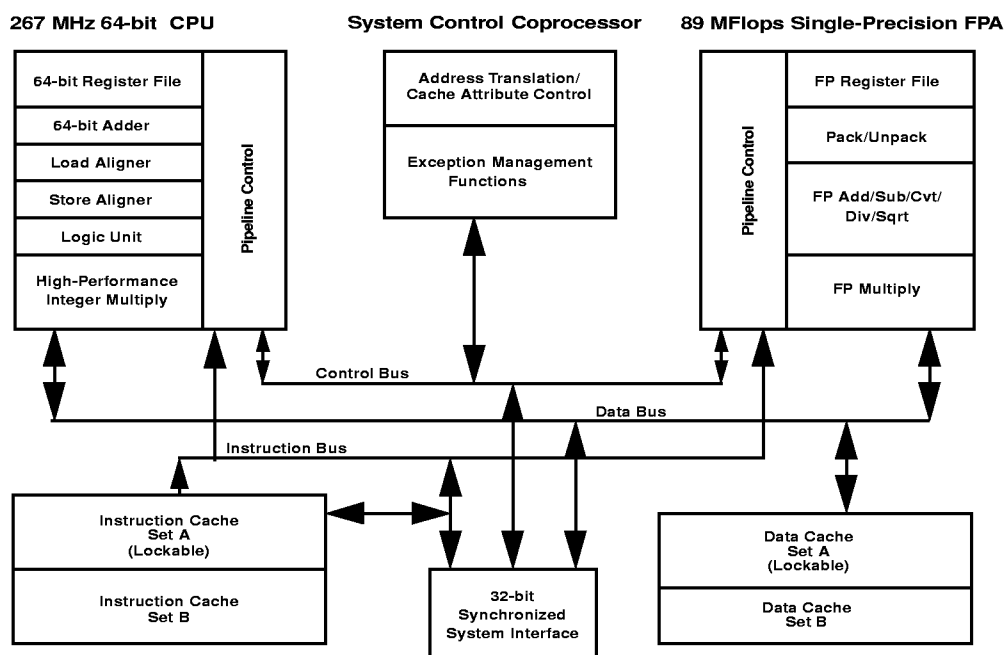 267 MHz 64-bit CPU
System Control Coprocessor
89 MFlops Single-Precision FPA
64-bit Register File
64-bit Adder
Load Aligner
Store Aligner
Logic Unit
High-Performance
Integer Multiply
Pipeline Control
Address Translation/
Cache Attribute Control
Exception Management
Functions
Pipeline Control
FP Register File
Pack/Unpack
FP Add/Sub/Cvt/
Div/Sqrt
FP Multiply
Control Bus
Data Bus
Instruction Bus
Instruction Cache
Set A
(Lockable)
Instruction Cache
Set B
32-bit
Synchronized
System Interface
Data Cache
Set A
(Lockable)
Data Cache
Set B